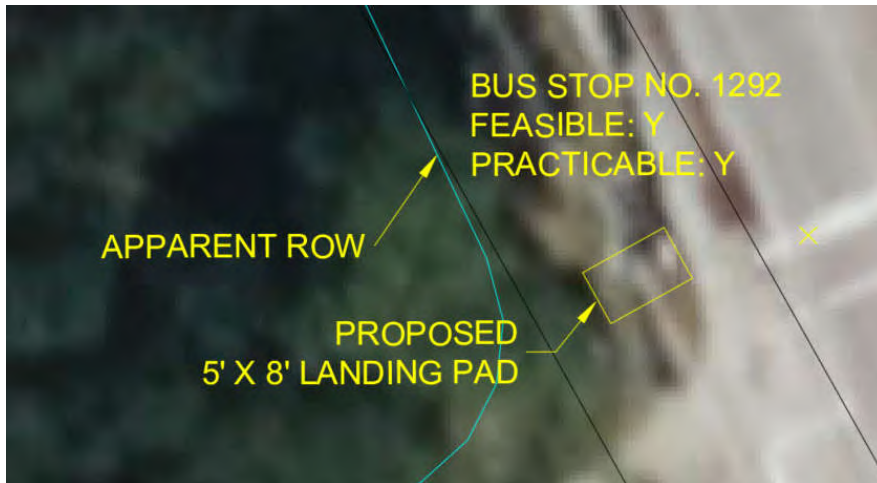 BUS STOP NO. 1292
FEASIBLE: Y
PRACTICABLE: Y
APPARENT ROW
PROPOSED
5' X 8' LANDING PAD